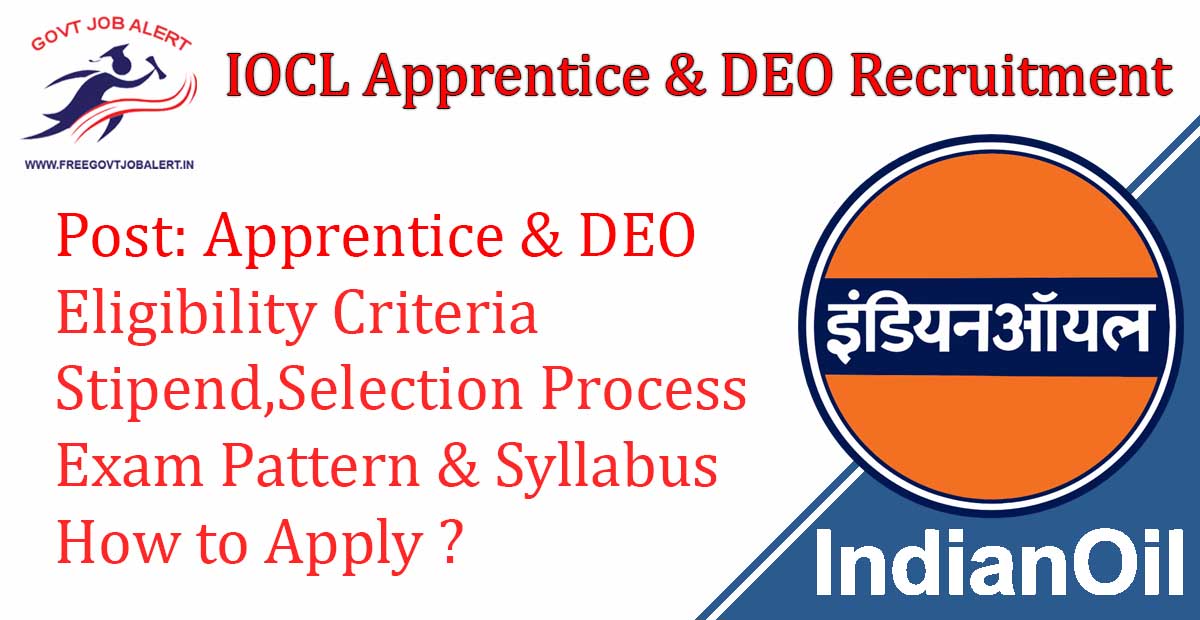 GOVT JOB ALERT
WWW.FREEGOVTJOBALERT.IN
IOCL Apprentice & DEO Recruitment
Post: Apprentice & DEO
Eligibility Criteria
Stipend,Selection Process
Exam Pattern & Syllabus
How to Apply ?
इंडियनऑयल
IndianOil